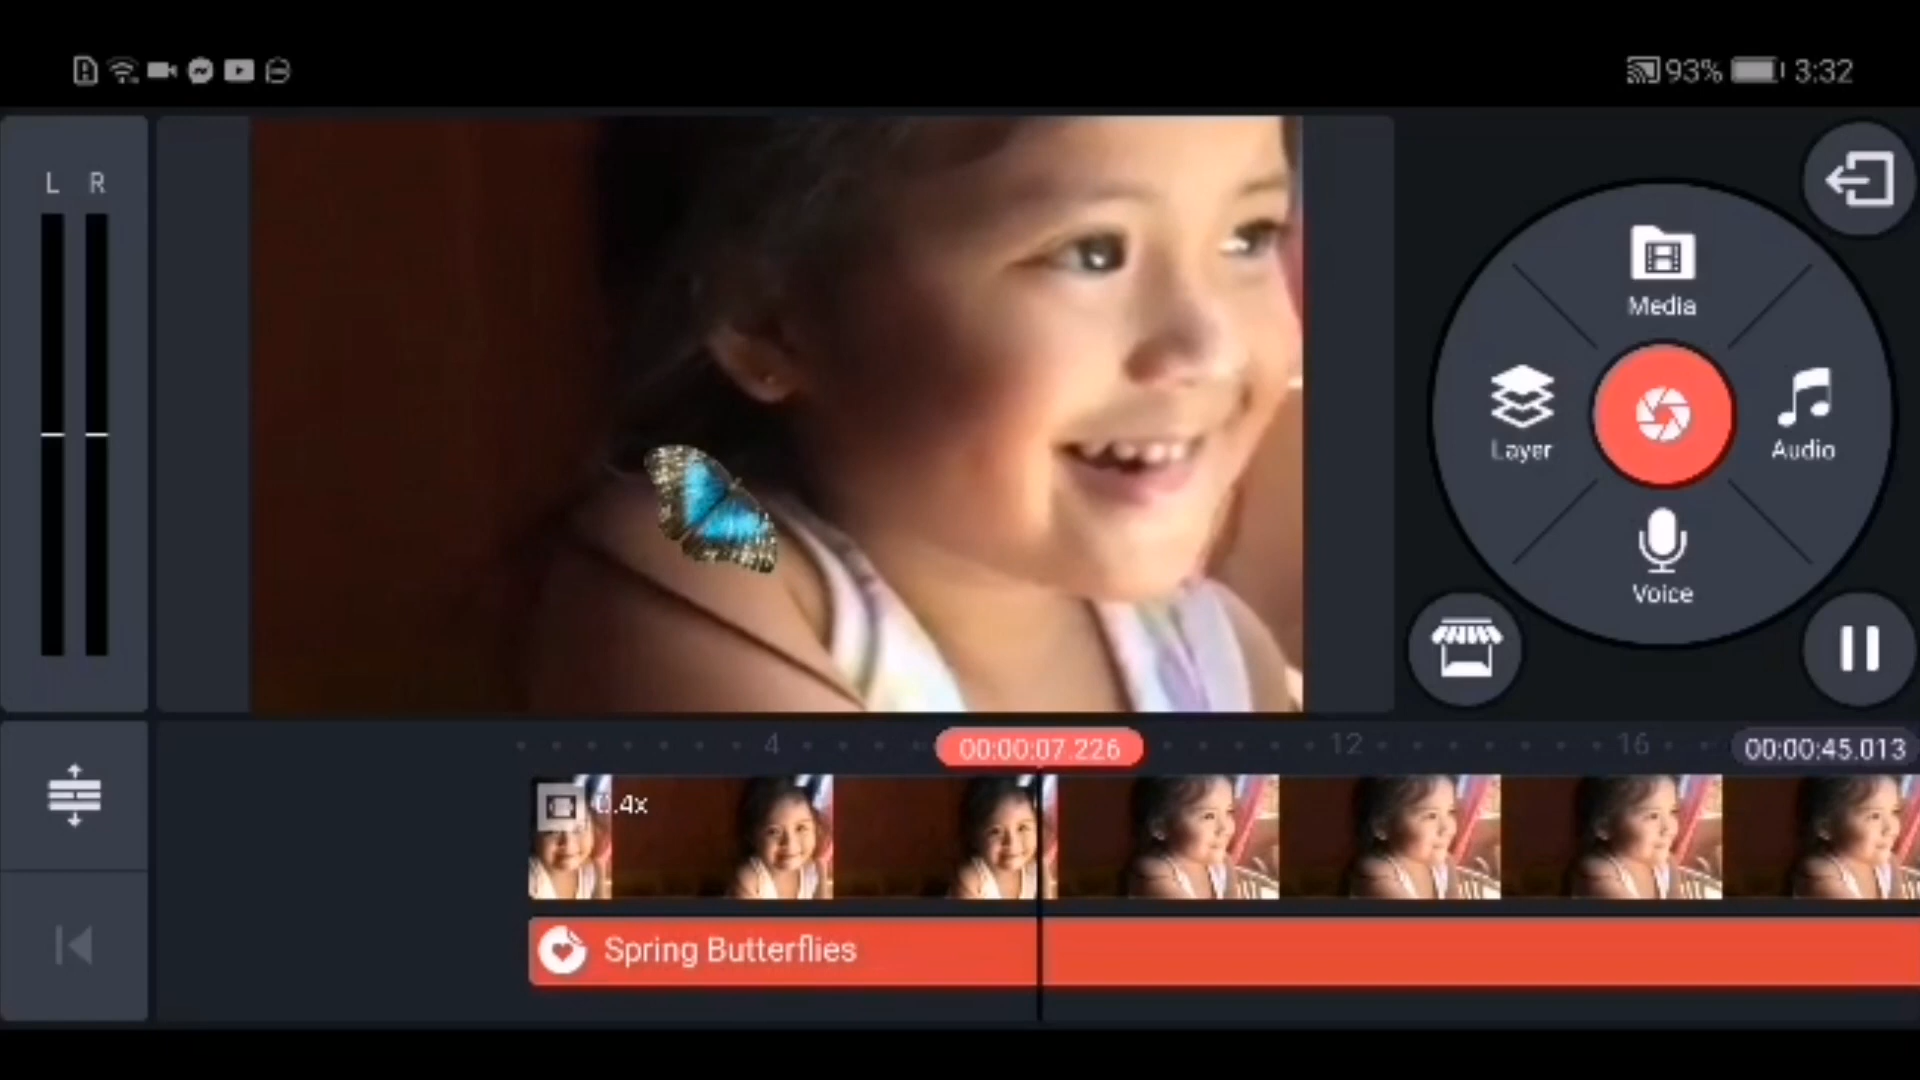 93% 3:32
L R
Media
Layer
Audio
Voice
4
00:00:07.226
12
16
00:00:45.013
0.4x
Spring Butterflies